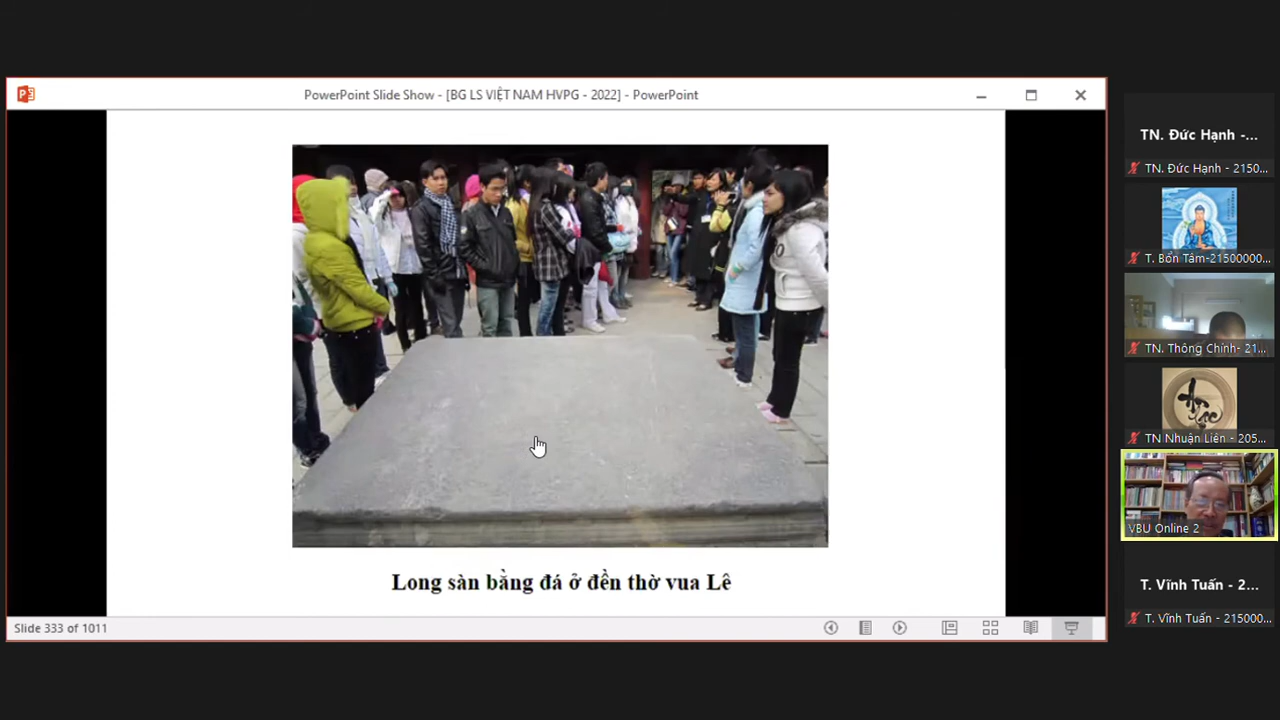 PowerPoint Slide Show - [BG LS VIỆT NAM HVPG - 2022] - PowerPoint
Long sàn bằng đá ở đền thờ vua Lê
Slide 333 of 1011
TN. Đức Hạnh -...
TN. Đức Hạnh - 2150...
T. Bổn Tâm-21500000...
TN. Thông Chính- 21...
TN Nhuận Liên - 205...
VBU Online 2
T. Vĩnh Tuấn - 2...
T. Vĩnh Tuấn - 215000...